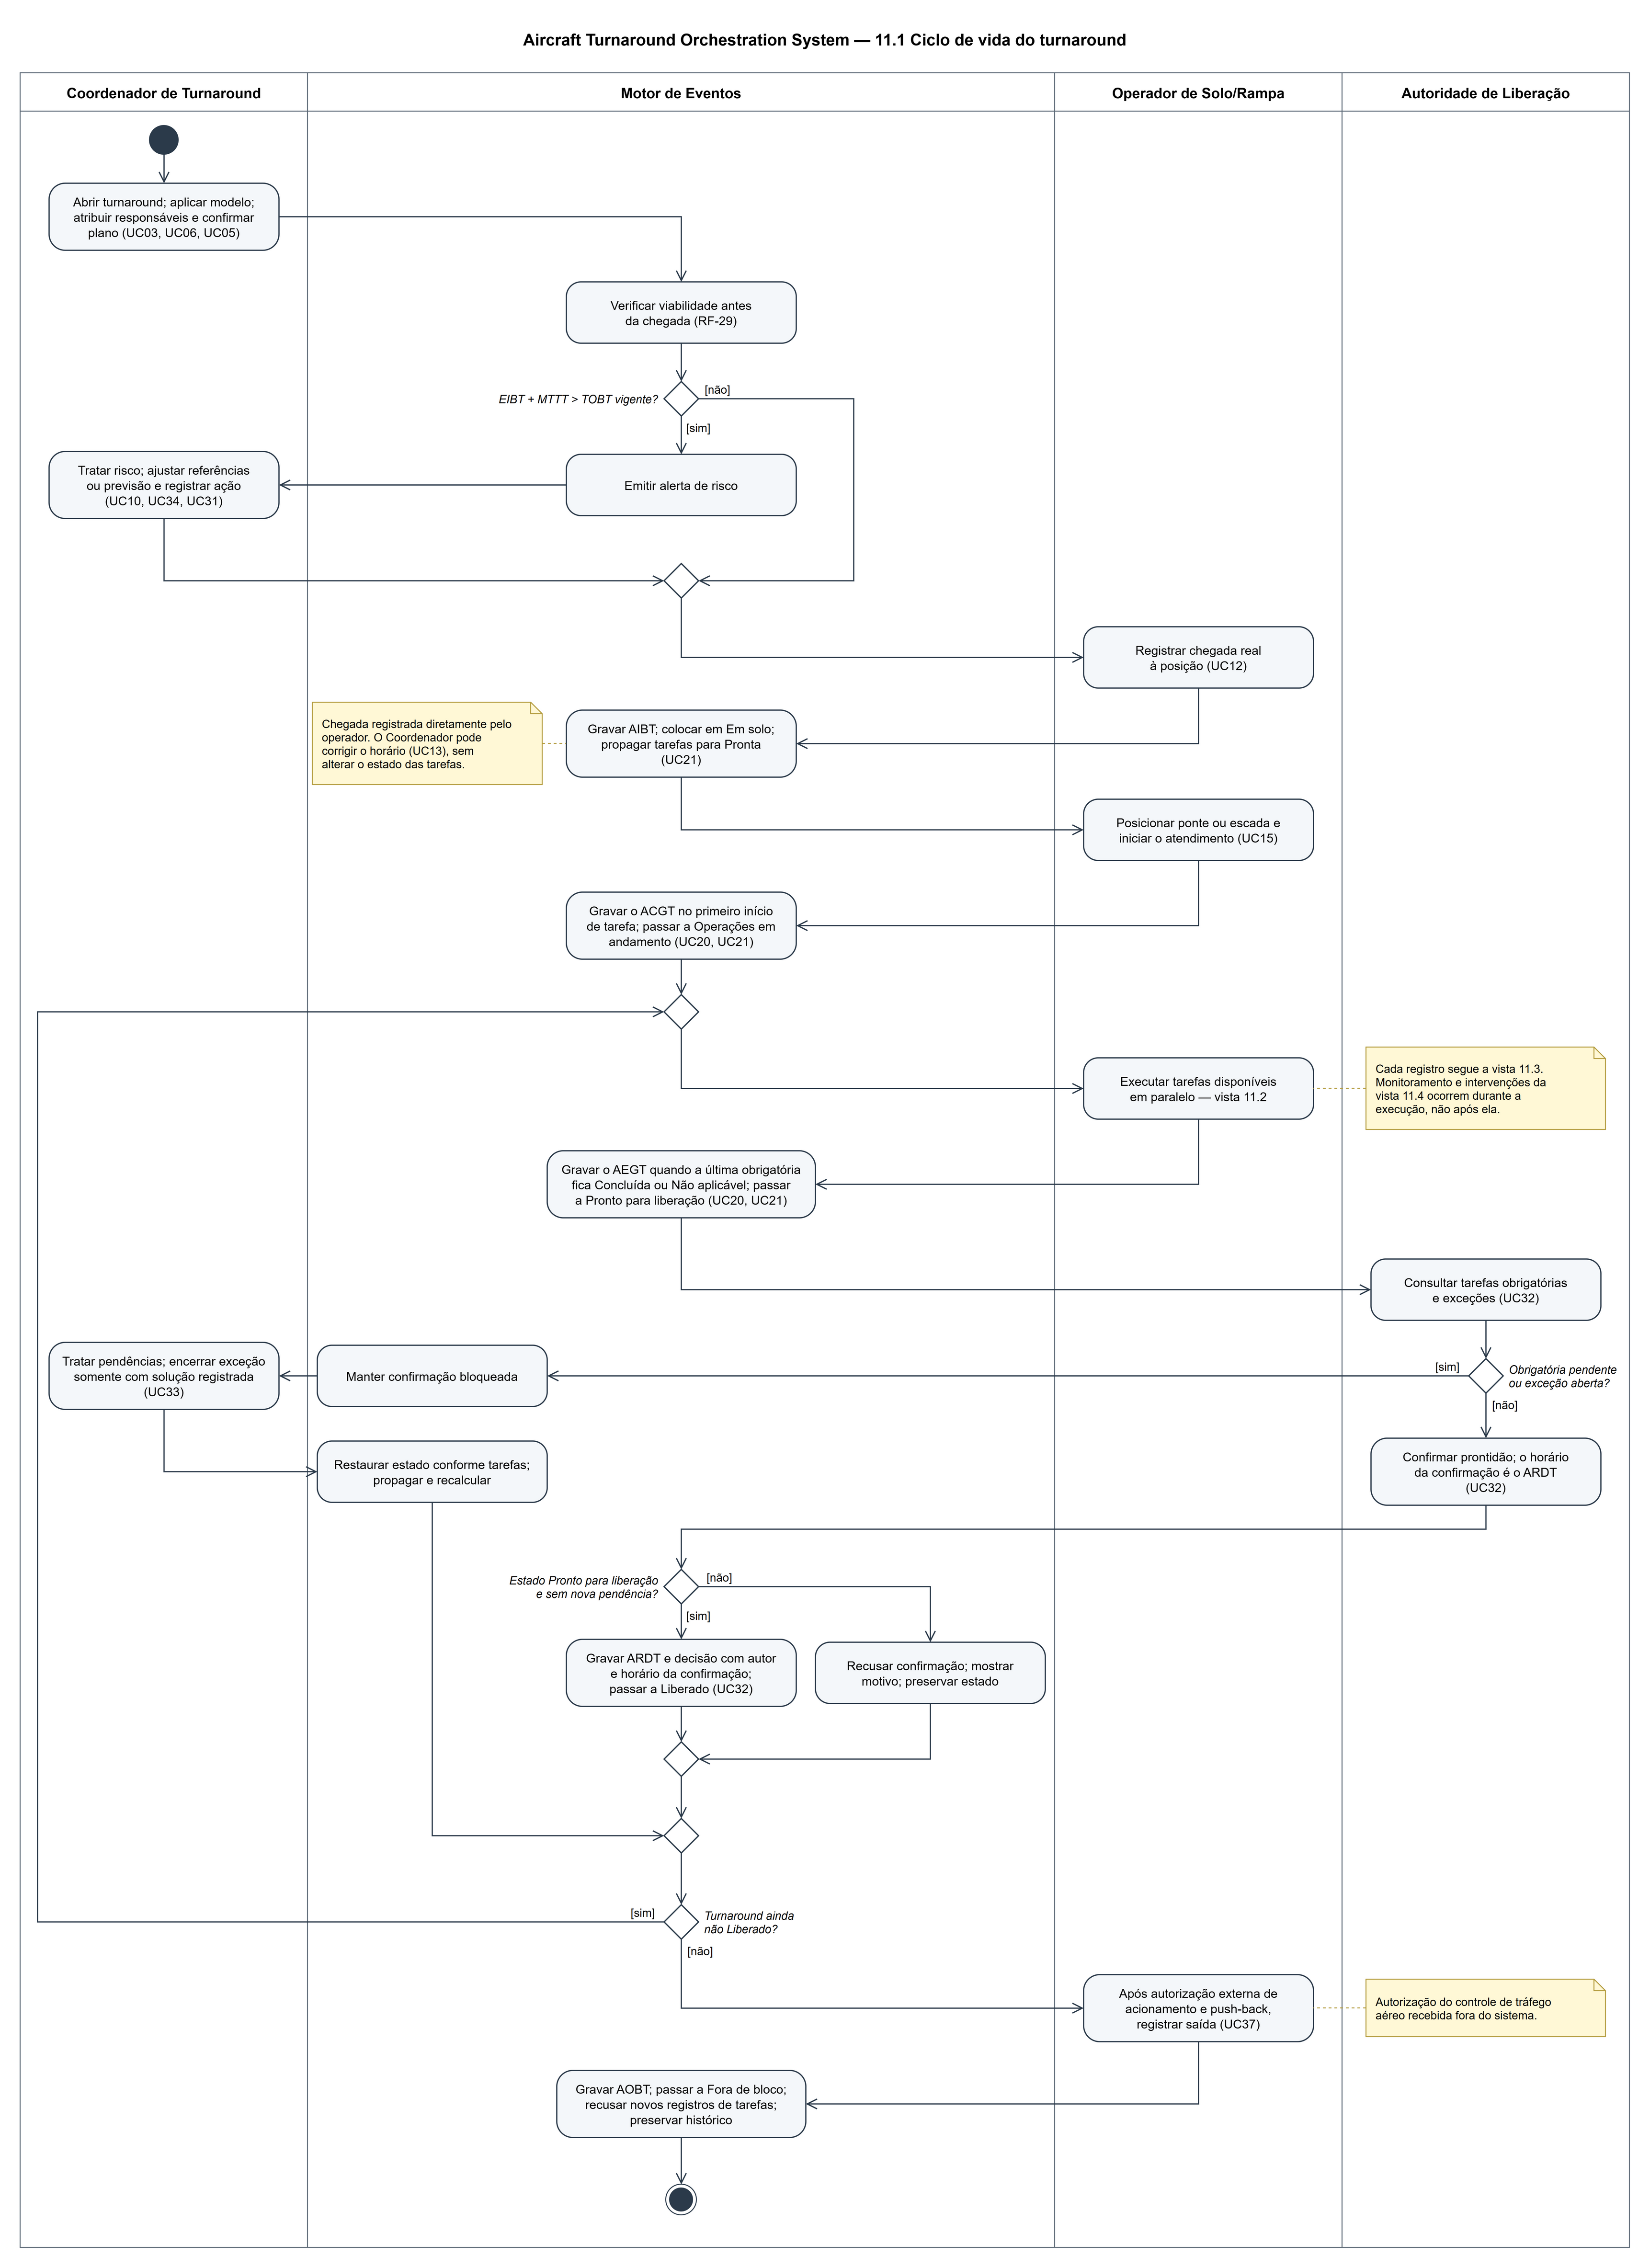 Aircraft Turnaround Orchestration System — 11.1 Ciclo de vida do turnaround
Coordenador de Turnaround
Motor de Eventos
Operador de Solo/Rampa
Autoridade de Liberação
Abrir turnaround; aplicar modelo;
atribuir responsáveis e confirmar
plano (UC03, UC06, UC05)
Verificar viabilidade antes
da chegada (RF-29)
EIBT + MTTT > TOBT vigente?
[não]
[sim]
Tratar risco; ajustar referências
ou previsão e registrar ação
(UC10, UC34, UC31)
Emitir alerta de risco
Registrar chegada real
à posição (UC12)
Chegada registrada diretamente pelo
operador. O Coordenador pode
corrigir o horário (UC13), sem
alterar o estado das tarefas.
Gravar AIBT; colocar em Em solo;
propagar tarefas para Pronta
(UC21)
Posicionar ponte ou escada e
iniciar o atendimento (UC15)
Gravar o ACGT no primeiro início
de tarefa; passar a Operações em
andamento (UC20, UC21)
Executar tarefas disponíveis
em paralelo — vista 11.2
Cada registro segue a vista 11.3.
Monitoramento e intervenções da
vista 11.4 ocorrem durante a
execução, não após ela.
Gravar o AEGT quando a última obrigatória
fica Concluída ou Não aplicável; passar
a Pronto para liberação (UC20, UC21)
Consultar tarefas obrigatórias
e exceções (UC32)
Tratar pendências; encerrar exceção
somente com solução registrada
(UC33)
Manter confirmação bloqueada
[sim]
Obrigatória pendente
ou exceção aberta?
[não]
Restaurar estado conforme tarefas;
propagar e recalcular
Confirmar prontidão; o horário
da confirmação é o ARDT
(UC32)
Estado Pronto para liberação
e sem nova pendência?
[não]
[sim]
Gravar ARDT e decisão com autor
e horário da confirmação;
passar a Liberado (UC32)
Recusar confirmação; mostrar
motivo; preservar estado
[sim]
Turnaround ainda
não Liberado?
[não]
Após autorização externa de
acionamento e push-back,
registrar saída (UC37)
Autorização do controle de tráfego
aéreo recebida fora do sistema.
Gravar AOBT; passar a Fora de bloco;
recusar novos registros de tarefas;
preservar histórico